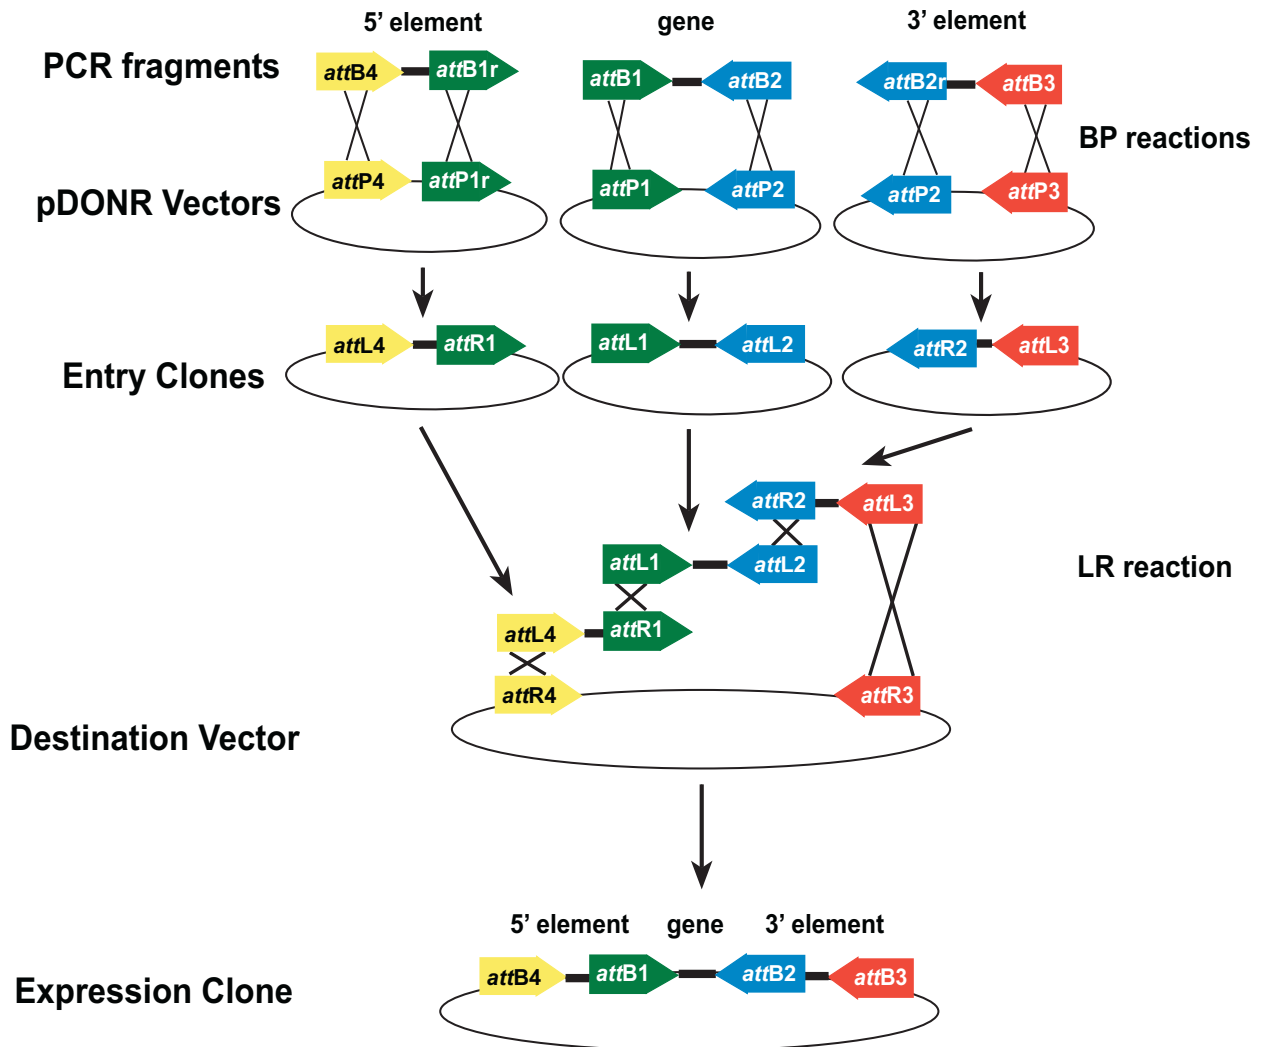 5’ element
gene
3’ element
PCR fragments
attB4
attB1r
attB1
attB2
attB2r
attB3
BP reactions
pDONR Vectors
attP4
attP1r
attP1
attP2
attP2
attP3
Entry Clones
attL4
attR1
attL1
attL2
attR2
attL3
attR2
attL3
attL1
attL2
LR reaction
attL4
attR1
attR4
attR3
Destination Vector
5’ element
gene
3’ element
Expression Clone
attB4
attB1
attB2
attB3